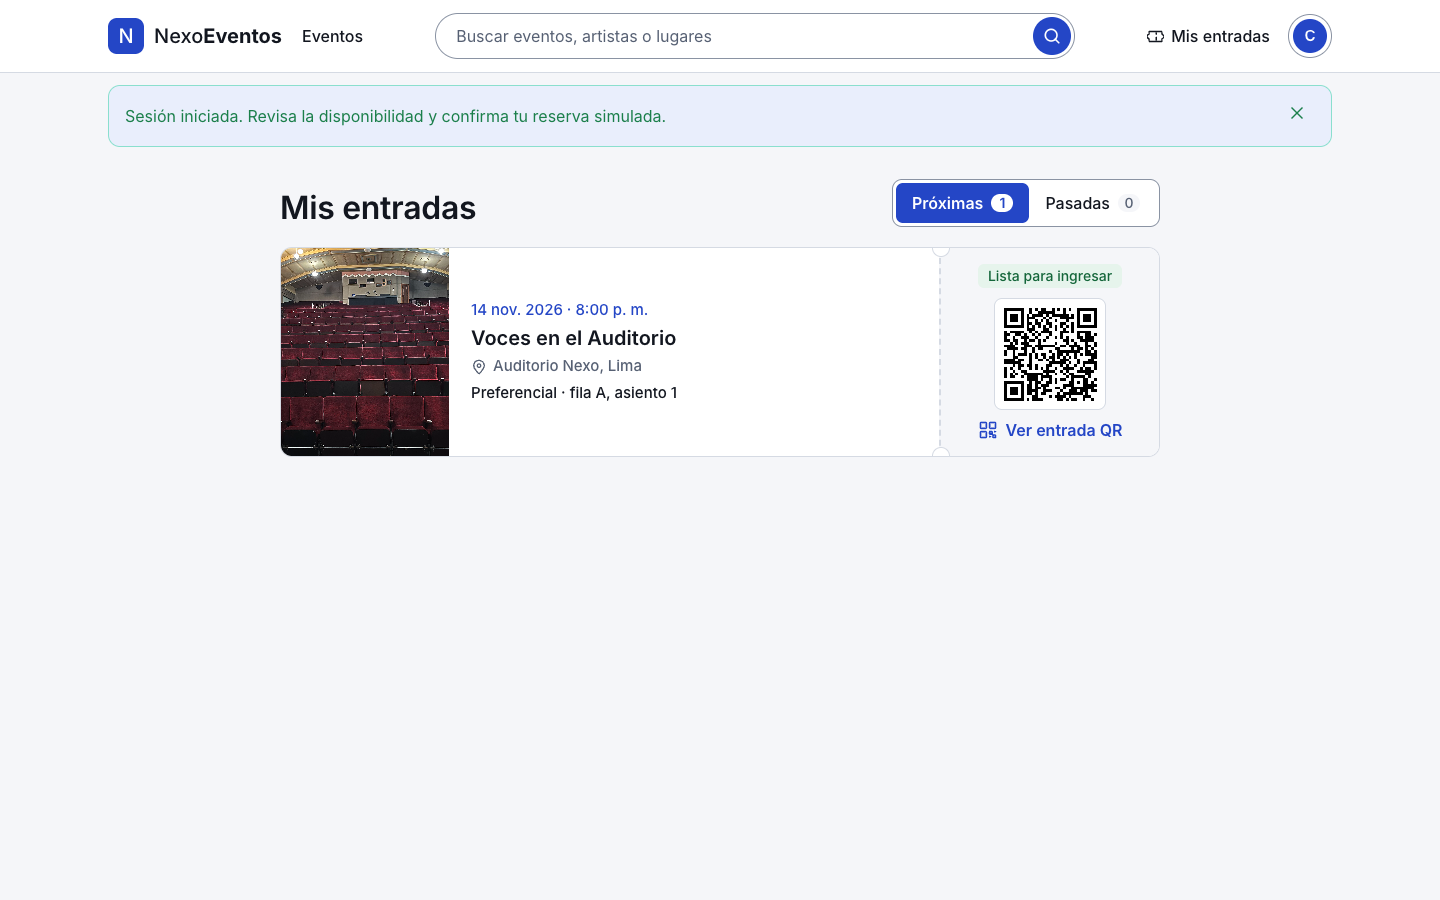 N NexoEventos Eventos Buscar eventos, artistas o lugares Mis entradas C
Sesión iniciada. Revisa la disponibilidad y confirma tu reserva simulada.
Mis entradas
Próximas 1 Pasadas 0
14 nov. 2026 · 8:00 p. m.
Voces en el Auditorio
Auditorio Nexo, Lima
Preferencial · fila A, asiento 1
Lista para ingresar
Ver entrada QR